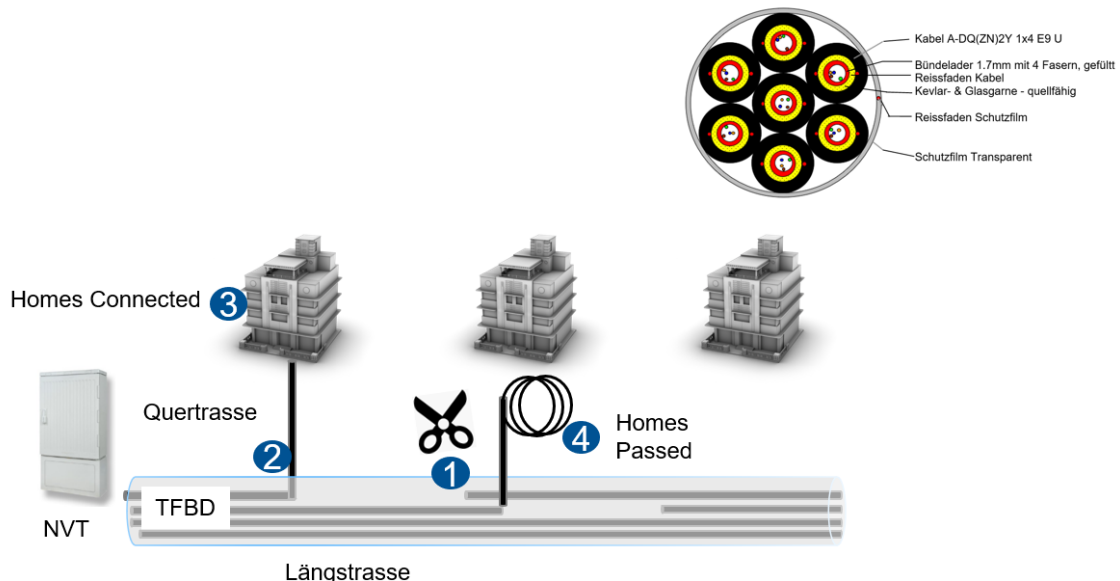 Kabel A-DQ(ZN)2Y 1x4 E9 U
Bündelader 1.7mm mit 4 Fasern, gefültt
Reissfaden Kabel
Kevlar- & Glasgarne - quellfähig
Reissfaden Schutzfilm
Schutzfilm Transparent
Homes Connected
3
Quertrasse
2
1
4
Homes
Passed
TFBD
NVT
Längstrasse